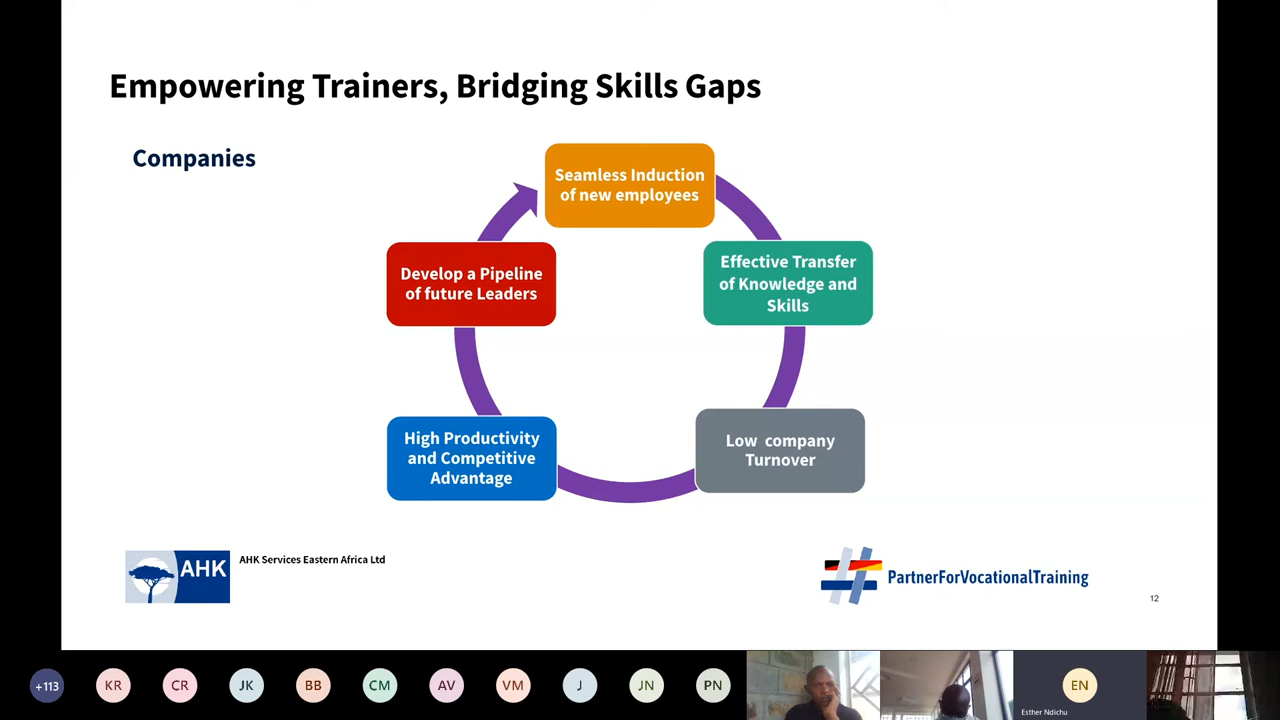 Empowering Trainers, Bridging Skills Gaps
Companies
Seamless Induction
of new employees
Effective Transfer
of Knowledge and
Skills
Low company
Turnover
High Productivity
and Competitive
Advantage
Develop a Pipeline
of future Leaders
AHK
AHK Services Eastern Africa Ltd
PartnerForVocationalTraining
12
+113
KR
CR
JK
BB
CM
AV
VM
J
JN
PN
EN
Esther Ndichu